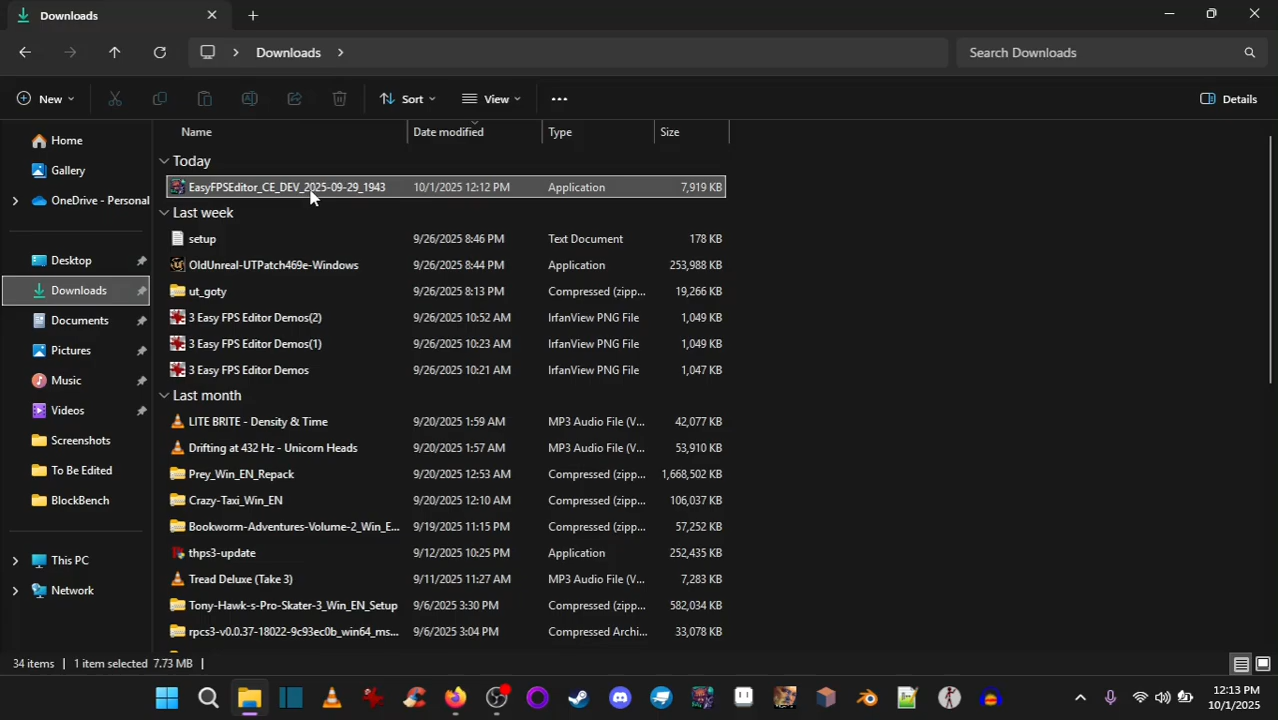 Downloads
Downloads
Search Downloads
New
Sort
View
Details
Name
Date modified
Type
Size
Home
Gallery
OneDrive - Personal
Desktop
Downloads
Documents
Pictures
Music
Videos
Screenshots
To Be Edited
BlockBench
This PC
Network
Today
EasyFPSEditor_CE_DEV_2025-09-29_1943 10/1/2025 12:12 PM Application 7,919 KB
Last week
setup 9/26/2025 8:46 PM Text Document 178 KB
OldUnreal-UTPatch469e-Windows 9/26/2025 8:44 PM Application 253,988 KB
ut_goty 9/26/2025 8:13 PM Compressed (zipp... 19,266 KB
3 Easy FPS Editor Demos(2) 9/26/2025 10:52 AM IrfanView PNG File 1,049 KB
3 Easy FPS Editor Demos(1) 9/26/2025 10:23 AM IrfanView PNG File 1,049 KB
3 Easy FPS Editor Demos 9/26/2025 10:21 AM IrfanView PNG File 1,047 KB
Last month
LITE BRITE - Density & Time 9/20/2025 1:59 AM MP3 Audio File (V... 42,077 KB
Drifting at 432 Hz - Unicorn Heads 9/20/2025 1:57 AM MP3 Audio File (V... 53,910 KB
Prey_Win_EN_Repack 9/20/2025 12:53 AM Compressed (zipp... 1,668,502 KB
Crazy-Taxi_Win_EN 9/20/2025 12:10 AM Compressed (zipp... 106,037 KB
Bookworm-Adventures-Volume-2_Win_E... 9/19/2025 11:15 PM Compressed (zipp... 57,252 KB
thps3-update 9/12/2025 10:25 PM Application 252,435 KB
Tread Deluxe (Take 3) 9/11/2025 11:27 AM MP3 Audio File (V... 7,283 KB
Tony-Hawk-s-Pro-Skater-3_Win_EN_Setup 9/6/2025 3:30 PM Compressed (zipp... 582,034 KB
rpcs3-v0.0.37-18022-9c93ec0b_win64_ms... 9/6/2025 3:04 PM Compressed Archi... 33,078 KB
34 items 1 item selected 7.73 MB
12:13 PM
10/1/2025